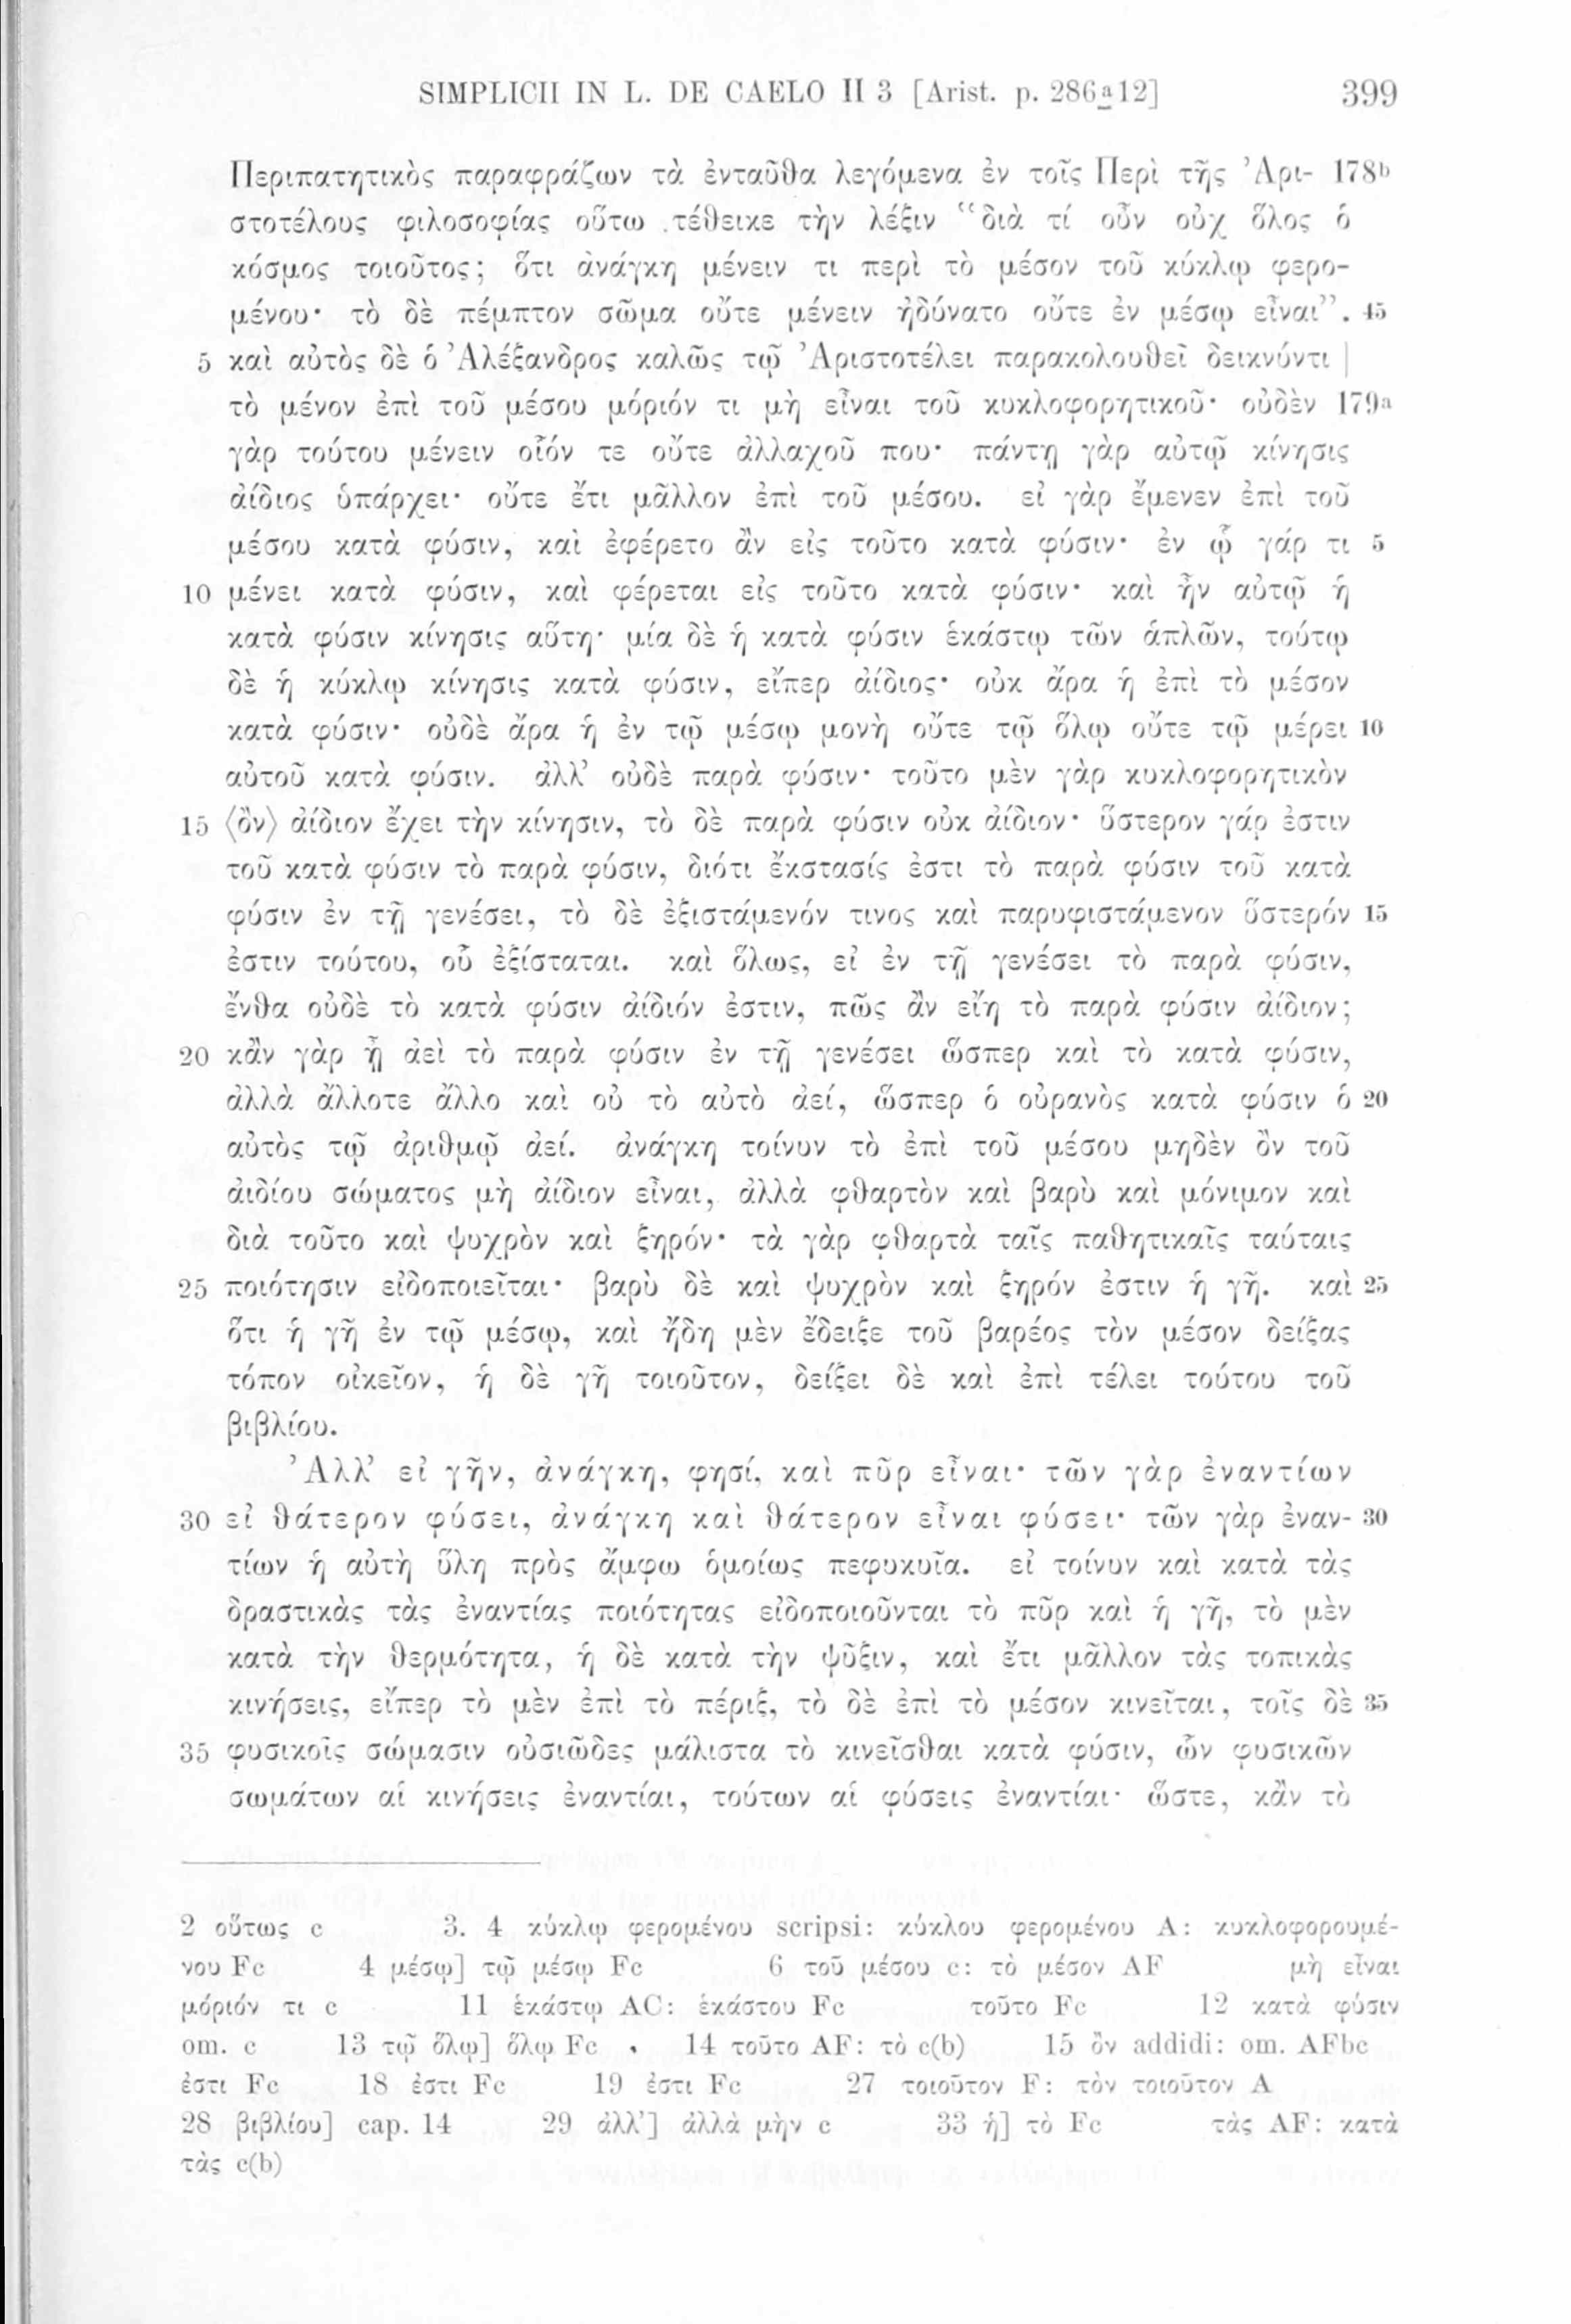 SIMPLICII IN L. DE CAELO II 3 [Arist. p. 286a12] 399
Περιπατητικὸς παραφράζων τὰ ἐνταῦθα λεγόμενα ἐν τοῖς Περὶ τῆς Ἀρι- 178b
στοτέλους φιλοσοφίας οὕτω τέθεικε τὴν λέξιν “διὰ τί οὖν οὐχ ὅλος ὁ
κόσμος τοιοῦτος; ὅτι ἀνάγκη μένειν τι περὶ τὸ μέσον τοῦ κύκλῳ φερο-
μένου· τὸ δὲ πέμπτον σῶμα οὔτε μένειν ἠδύνατο οὔτε ἐν μέσῳ εἶναι”. 45
5 καὶ αὐτὸς δὲ ὁ Ἀλέξανδρος καλῶς τῷ Ἀριστοτέλει παρακολουθεῖ δεικνύντι |
τὸ μένον ἐπὶ τοῦ μέσου μόριόν τι μὴ εἶναι τοῦ κυκλοφορητικοῦ· οὐδὲν 179a
γὰρ τούτου μένειν οἷόν τε οὔτε ἀλλαχοῦ που· πάντῃ γὰρ αὐτῷ κίνησις
ἀίδιος ὑπάρχει· οὔτε ἔτι μᾶλλον ἐπὶ τοῦ μέσου. εἰ γὰρ ἔμενεν ἐπὶ τοῦ
μέσου κατὰ φύσιν, καὶ ἐφέρετο ἂν εἰς τοῦτο κατὰ φύσιν· ἐν ᾧ γάρ τι 5
10 μένει κατὰ φύσιν, καὶ φέρεται εἰς τοῦτο κατὰ φύσιν· καὶ ἦν αὐτῷ ἡ
κατὰ φύσιν κίνησις αὕτη· μία δὲ ἡ κατὰ φύσιν ἑκάστῳ τῶν ἁπλῶν, τούτῳ
δὲ ἡ κύκλῳ κίνησις κατὰ φύσιν, εἴπερ ἀίδιος· οὐκ ἄρα ἡ ἐπὶ τὸ μέσον
κατὰ φύσιν· οὐδὲ ἄρα ἡ ἐν τῷ μέσῳ μονὴ οὔτε τῷ ὅλῳ οὔτε τῷ μέρει 10
αὐτοῦ κατὰ φύσιν. ἀλλ’ οὐδὲ παρὰ φύσιν· τοῦτο μὲν γὰρ κυκλοφορητικὸν
15 ⟨ὂν⟩ ἀίδιον ἔχει τὴν κίνησιν, τὸ δὲ παρὰ φύσιν οὐκ ἀίδιον· ὕστερον γάρ ἐστιν
τοῦ κατὰ φύσιν τὸ παρὰ φύσιν, διότι ἔκστασίς ἐστι τὸ παρὰ φύσιν τοῦ κατὰ
φύσιν ἐν τῇ γενέσει, τὸ δὲ ἐξιστάμενόν τινος καὶ παρυφιστάμενον ὕστερόν 15
ἐστιν τούτου, οὗ ἐξίσταται. καὶ ὅλως, εἰ ἐν τῇ γενέσει τὸ παρὰ φύσιν,
ἔνθα οὐδὲ τὸ κατὰ φύσιν ἀίδιόν ἐστιν, πῶς ἂν εἴη τὸ παρὰ φύσιν ἀίδιον;
20 κἂν γὰρ ᾖ ἀεὶ τὸ παρὰ φύσιν ἐν τῇ γενέσει ὥσπερ καὶ τὸ κατὰ φύσιν,
ἀλλὰ ἄλλοτε ἄλλο καὶ οὐ τὸ αὐτὸ ἀεί, ὥσπερ ὁ οὐρανὸς κατὰ φύσιν ὁ 20
αὐτὸς τῷ ἀριθμῷ ἀεί. ἀνάγκη τοίνυν τὸ ἐπὶ τοῦ μέσου μηδὲν ὂν τοῦ
ἀιδίου σώματος μὴ ἀίδιον εἶναι, ἀλλὰ φθαρτὸν καὶ βαρὺ καὶ μόνιμον καὶ
διὰ τοῦτο καὶ ψυχρὸν καὶ ξηρόν· τὰ γὰρ φθαρτὰ ταῖς παθητικαῖς ταύταις
25 ποιότησιν εἰδοποιεῖται· βαρὺ δὲ καὶ ψυχρὸν καὶ ξηρόν ἐστιν ἡ γῆ. καὶ 25
ὅτι ἡ γῆ ἐν τῷ μέσῳ, καὶ ἤδη μὲν ἔδειξε τοῦ βαρέος τὸν μέσον δείξας
τόπον οἰκεῖον, ἡ δὲ γῆ τοιοῦτον, δείξει δὲ καὶ ἐπὶ τέλει τούτου τοῦ
βιβλίου.
Ἀλλ’ εἰ γῆν, ἀνάγκη, φησί, καὶ πῦρ εἶναι· τῶν γὰρ ἐναντίων
30 εἰ θάτερον φύσει, ἀνάγκη καὶ θάτερον εἶναι φύσει· τῶν γὰρ ἐναν- 30
τίων ἡ αὐτὴ ὕλη πρὸς ἄμφω ὁμοίως πεφυκυῖα. εἰ τοίνυν καὶ κατὰ τὰς
δραστικὰς τὰς ἐναντίας ποιότητας εἰδοποιοῦνται τὸ πῦρ καὶ ἡ γῆ, τὸ μὲν
κατὰ τὴν θερμότητα, ἡ δὲ κατὰ τὴν ψῦξιν, καὶ ἔτι μᾶλλον τὰς τοπικὰς
κινήσεις, εἴπερ τὸ μὲν ἐπὶ τὸ πέριξ, τὸ δὲ ἐπὶ τὸ μέσον κινεῖται, τοῖς δὲ 35
35 φυσικοῖς σώμασιν οὐσιῶδες μάλιστα τὸ κινεῖσθαι κατὰ φύσιν, ὧν φυσικῶν
σωμάτων αἱ κινήσεις ἐναντίαι, τούτων αἱ φύσεις ἐναντίαι· ὥστε, κἂν τὸ
2 οὕτως c 3. 4 κύκλῳ φερομένου scripsi: κύκλου φερομένου A: κυκλοφορουμέ-
νου Fc 4 μέσῳ] τῷ μέσῳ Fc 6 τοῦ μέσου c: τὸ μέσον AF μὴ εἶναι
μόριόν τι c 11 ἑκάστῳ AC: ἑκάστου Fc τοῦτο Fc 12 κατὰ φύσιν
om. c 13 τῷ ὅλῳ] ὅλῳ Fc 14 τοῦτο AF: τὸ c(b) 15 ὂν addidi: om. AFbc
ἐστι Fc 18 ἐστι Fc 19 ἐστι Fc 27 τοιοῦτον F: τὸν τοιοῦτον A
28 βιβλίου] cap. 14 29 ἀλλ’] ἀλλὰ μὴν c 33 ἡ] τὸ Fc τὰς AF: κατὰ
τὰς c(b)